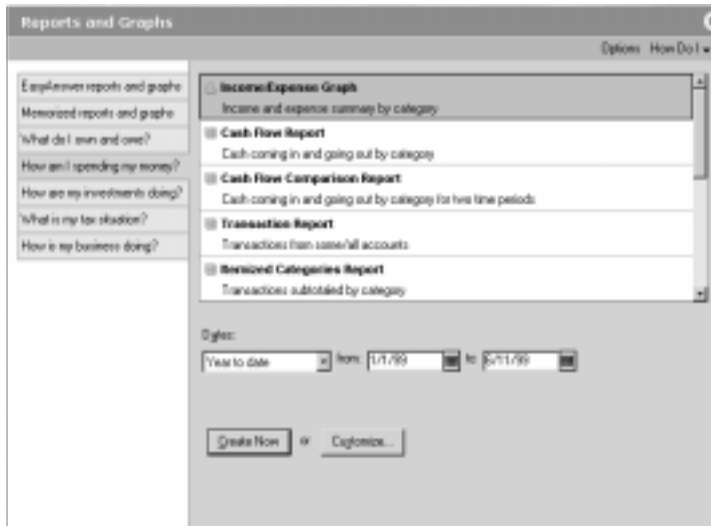 Reports and Graphs
Options How Do I
EasyAnswer reports and graphs
Memorized reports and graphs
What do I own and owe?
How am I spending my money?
How are my investments doing?
What is my tax situation?
How is my business doing?
Income/Expense Graph
Income and expense summary by category
Cash Flow Report
Cash coming in and going out by category
Cash Flow Comparison Report
Cash coming in and going out by category for two time periods
Transaction Report
Transactions from some/all accounts
Itemized Categories Report
Transactions subtotaled by category
Dates:
Year to date from: 1/1/99 to: 6/11/99
Create Now or Customize...